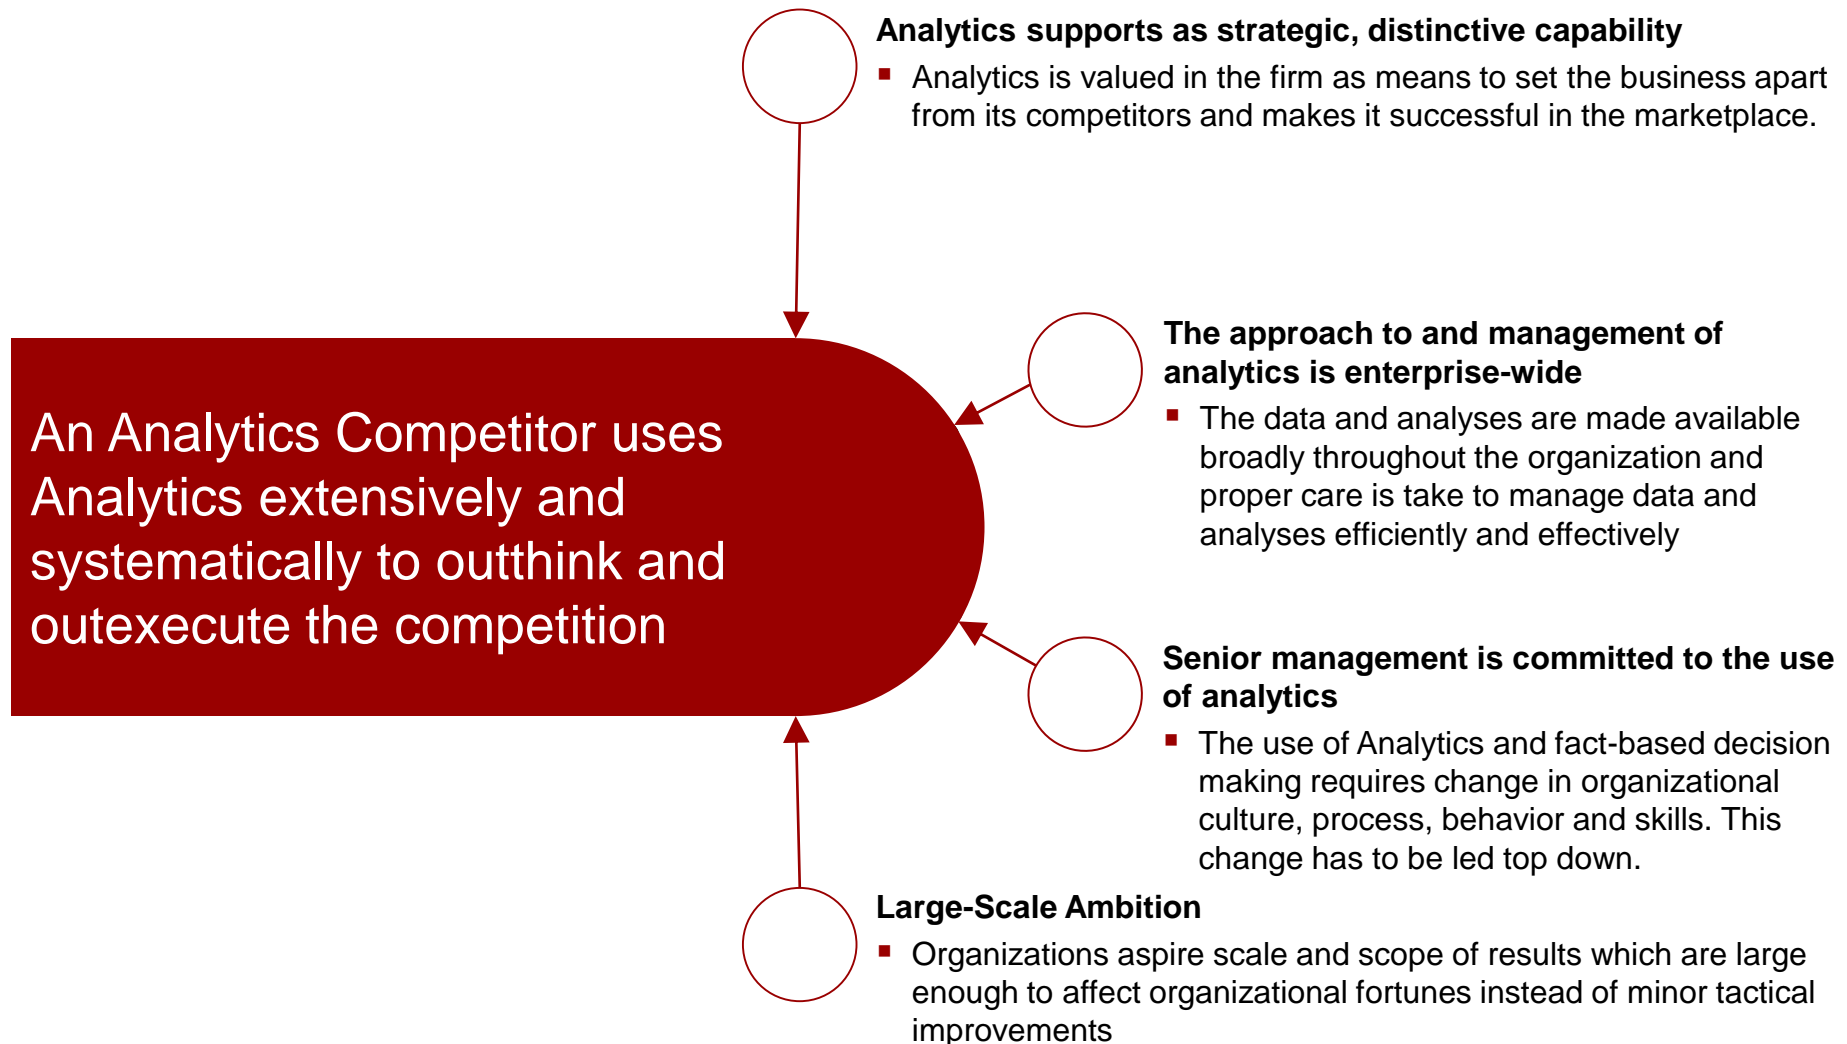 Analytics supports as strategic, distinctive capability
Analytics is valued in the firm as means to set the business apart
from its competitors and makes it successful in the marketplace.
The approach to and management of
analytics is enterprise-wide
The data and analyses are made available
broadly throughout the organization and
proper care is take to manage data and
analyses efficiently and effectively
An Analytics Competitor uses
Analytics extensively and
systematically to outthink and
outexecute the competition
Senior management is committed to the use
of analytics
The use of Analytics and fact-based decision
making requires change in organizational
culture, process, behavior and skills. This
change has to be led top down.
Large-Scale Ambition
Organizations aspire scale and scope of results which are large
enough to affect organizational fortunes instead of minor tactical
improvements